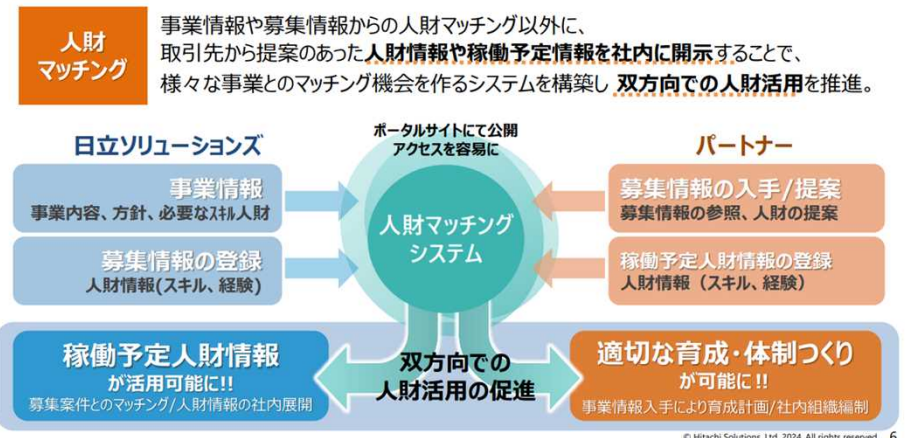 人財
マッチング
事業情報や募集情報からの人財マッチング以外に、
取引先から提案のあった人財情報や稼働予定情報を社内に開示することで、
様々な事業とのマッチング機会を作るシステムを構築し双方向での人財活用を推進。
日立ソリューションズ
ポータルサイトにて公開
アクセスを容易に
パートナー
事業情報
事業内容、方針、必要なスキル人財
募集情報の登録
人財情報(スキル、経験)
人財マッチング
システム
募集情報の入手/提案
募集情報の参照、人財の提案
稼働予定人財情報の登録
人財情報（スキル、経験）
稼働予定人財情報
が活用可能に!!
募集案件とのマッチング/人財情報の社内展開
双方向での
人財活用の促進
適切な育成・体制つくり
が可能に!!
事業情報入手により育成計画/社内組織編制
© Hitachi Solutions, Ltd. 2024. All rights reserved. 6